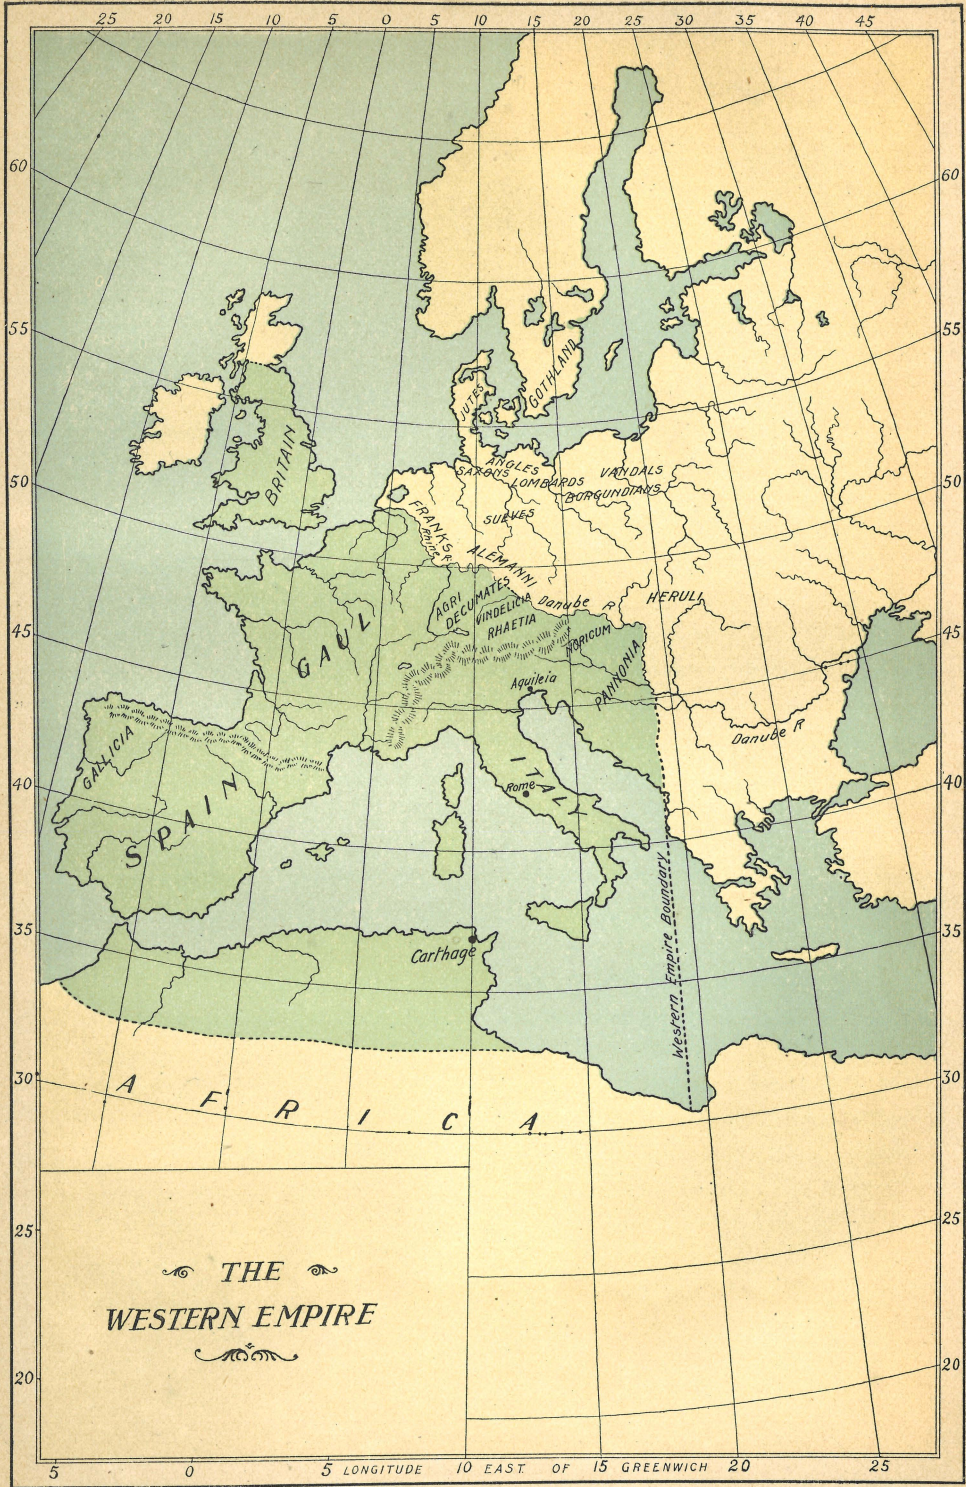 25 20 15 10 5 0 5 10 15 20 25 30 35 40 45
60 60
55 55
50 50
45 45
40 40
35 35
30 30
25 25
20 20
GOTHLAND
JUTES
BRITAIN
ANGLES
SAXONS
LOMBARDS
VANDALS
BURGUNDIANS
SUEVES
FRANKS
Rhine R
ALEMANNI
AGRI
DECUMATES
VINDELICIA
RHAETIA
Danube R
HERULI
NORICUM
PANNONIA
GAUL
Aquileia
Danube R
GALLICIA
SPAIN
ITALY
Rome
Carthage
Western Empire Boundary
AFRICA
THE
WESTERN EMPIRE
5 0 5 LONGITUDE 10 EAST OF 15 GREENWICH 20 25